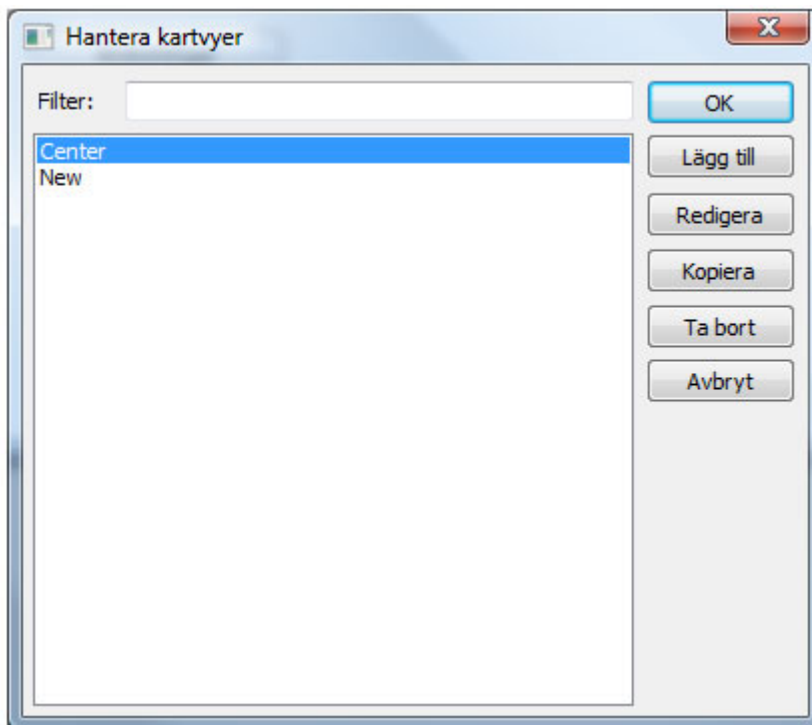 Hantera kartvyer
Filter:
OK
Center
New
Lägg till
Redigera
Kopiera
Ta bort
Avbryt